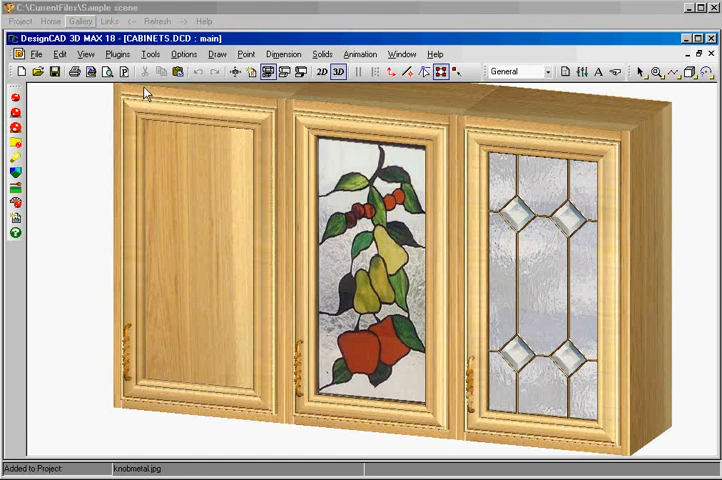 C:\CurrentFiles\Sample scene
Project Home Gallery Links <- Refresh -> Help
DesignCAD 3D MAX 18 - [CABINETS.DCD : main]
File Edit View Plugins Tools Options Draw Point Dimension Solids Animation Window Help
P 2D 3D General A
Added to Project: knobmetal.jpg